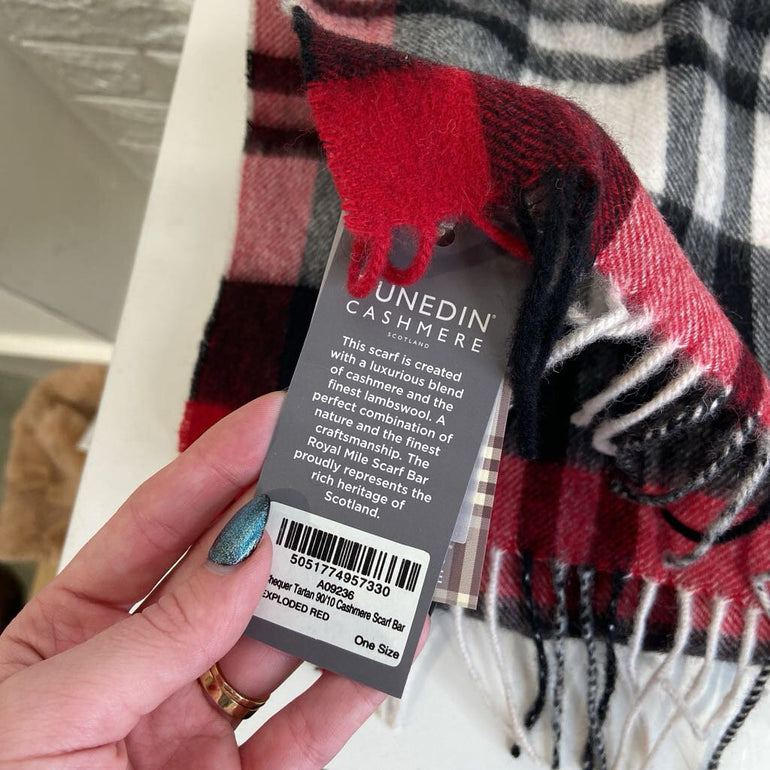 UNEDIN®
CASHMERE
SCOTLAND
This scarf is created
with a luxurious blend
of cashmere and the
finest lambswool. A
perfect combination of
nature and the finest
craftsmanship. The
Royal Mile Scarf Bar
proudly represents the
rich heritage of
Scotland.
5051774957330
A09236
hequer Tartan 90/10 Cashmere Scarf Bar
EXPLODED RED
One Size